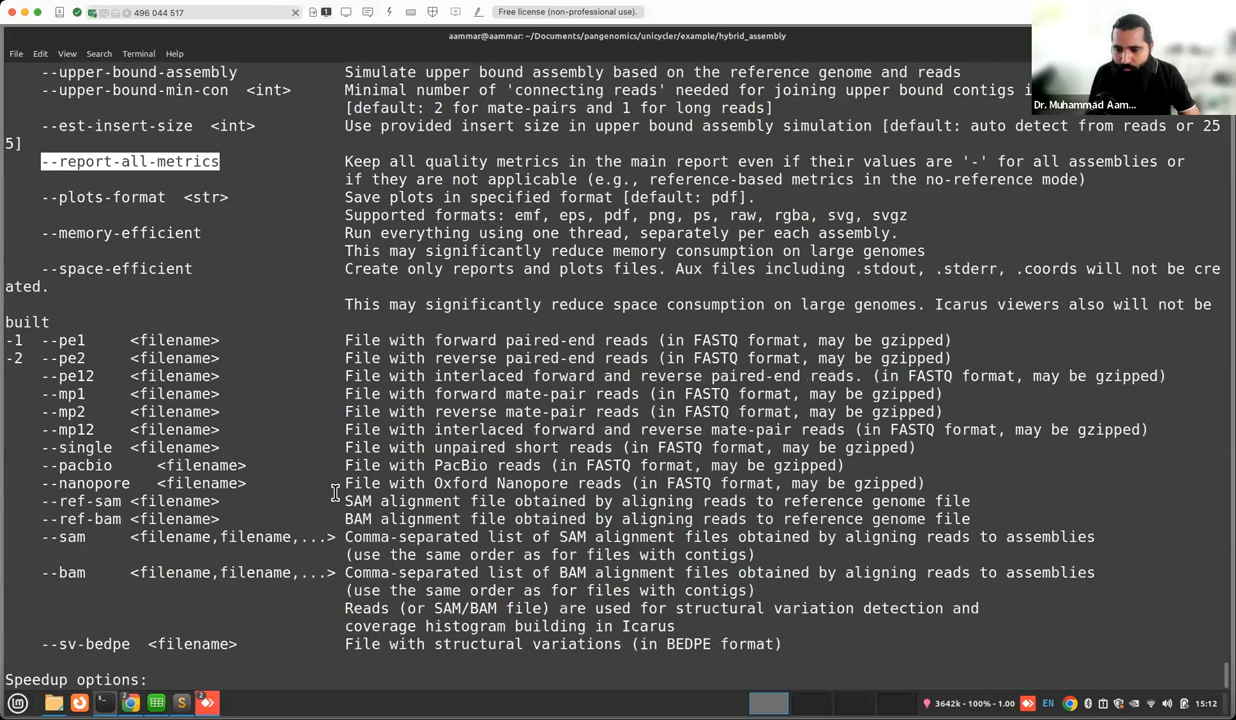 496 044 517
1
Free license (non-professional use).
aammar@aammar: ~/Documents/pangenomics/unicycler/example/hybrid_assembly
File Edit View Search Terminal Help
--upper-bound-assembly Simulate upper bound assembly based on the reference genome and reads
--upper-bound-min-con <int> Minimal number of 'connecting reads' needed for joining upper bound contigs i
[default: 2 for mate-pairs and 1 for long reads]
Dr. Muhammad Aam...
--est-insert-size <int> Use provided insert size in upper bound assembly simulation [default: auto detect from reads or 25
5]
--report-all-metrics Keep all quality metrics in the main report even if their values are '-' for all assemblies or
if they are not applicable (e.g., reference-based metrics in the no-reference mode)
--plots-format <str> Save plots in specified format [default: pdf].
Supported formats: emf, eps, pdf, png, ps, raw, rgba, svg, svgz
--memory-efficient Run everything using one thread, separately per each assembly.
This may significantly reduce memory consumption on large genomes
--space-efficient Create only reports and plots files. Aux files including .stdout, .stderr, .coords will not be cre
ated.
This may significantly reduce space consumption on large genomes. Icarus viewers also will not be
built
-1 --pe1 <filename> File with forward paired-end reads (in FASTQ format, may be gzipped)
-2 --pe2 <filename> File with reverse paired-end reads (in FASTQ format, may be gzipped)
--pe12 <filename> File with interlaced forward and reverse paired-end reads. (in FASTQ format, may be gzipped)
--mp1 <filename> File with forward mate-pair reads (in FASTQ format, may be gzipped)
--mp2 <filename> File with reverse mate-pair reads (in FASTQ format, may be gzipped)
--mp12 <filename> File with interlaced forward and reverse mate-pair reads (in FASTQ format, may be gzipped)
--single <filename> File with unpaired short reads (in FASTQ format, may be gzipped)
--pacbio <filename> File with PacBio reads (in FASTQ format, may be gzipped)
--nanopore <filename> File with Oxford Nanopore reads (in FASTQ format, may be gzipped)
--ref-sam <filename> SAM alignment file obtained by aligning reads to reference genome file
--ref-bam <filename> BAM alignment file obtained by aligning reads to reference genome file
--sam <filename,filename,...> Comma-separated list of SAM alignment files obtained by aligning reads to assemblies
(use the same order as for files with contigs)
--bam <filename,filename,...> Comma-separated list of BAM alignment files obtained by aligning reads to assemblies
(use the same order as for files with contigs)
Reads (or SAM/BAM file) are used for structural variation detection and
coverage histogram building in Icarus
--sv-bedpe <filename> File with structural variations (in BEDPE format)
Speedup options:
2 2 3642k - 100% - 1.00 EN 15:12